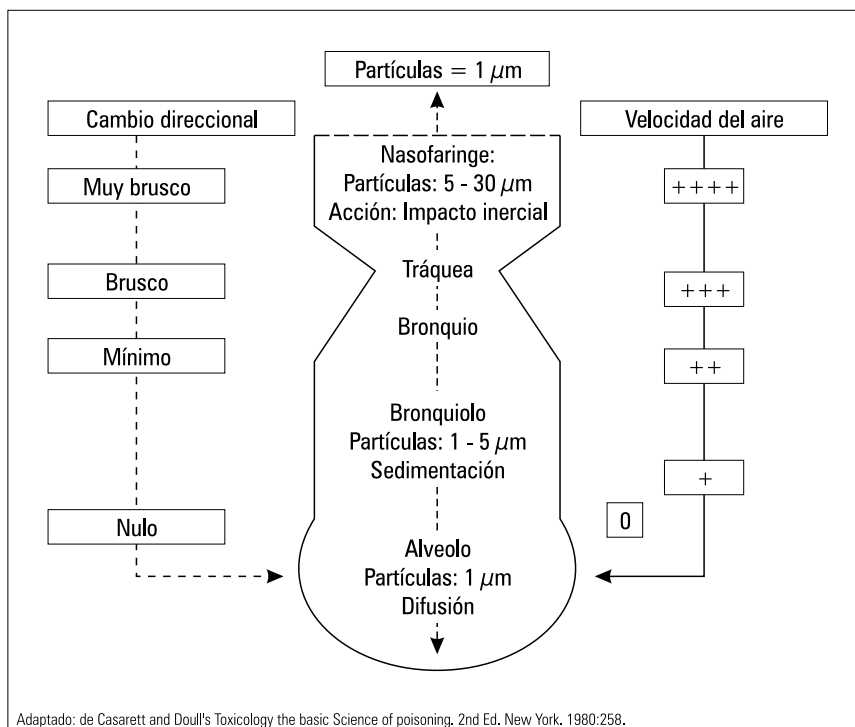 Partículas = 1 μm
Cambio direccional
Velocidad del aire
Nasofaringe:
Partículas: 5 - 30 μm
Acción: Impacto inercial
Muy brusco
++++
Tráquea
Brusco
+++
Bronquio
Mínimo
++
Bronquiolo
Partículas: 1 - 5 μm
Sedimentación
+
Nulo
0
Alveolo
Partículas: 1 μm
Difusión
Adaptado: de Casarett and Doull's Toxicology the basic Science of poisoning. 2nd Ed. New York. 1980:258.